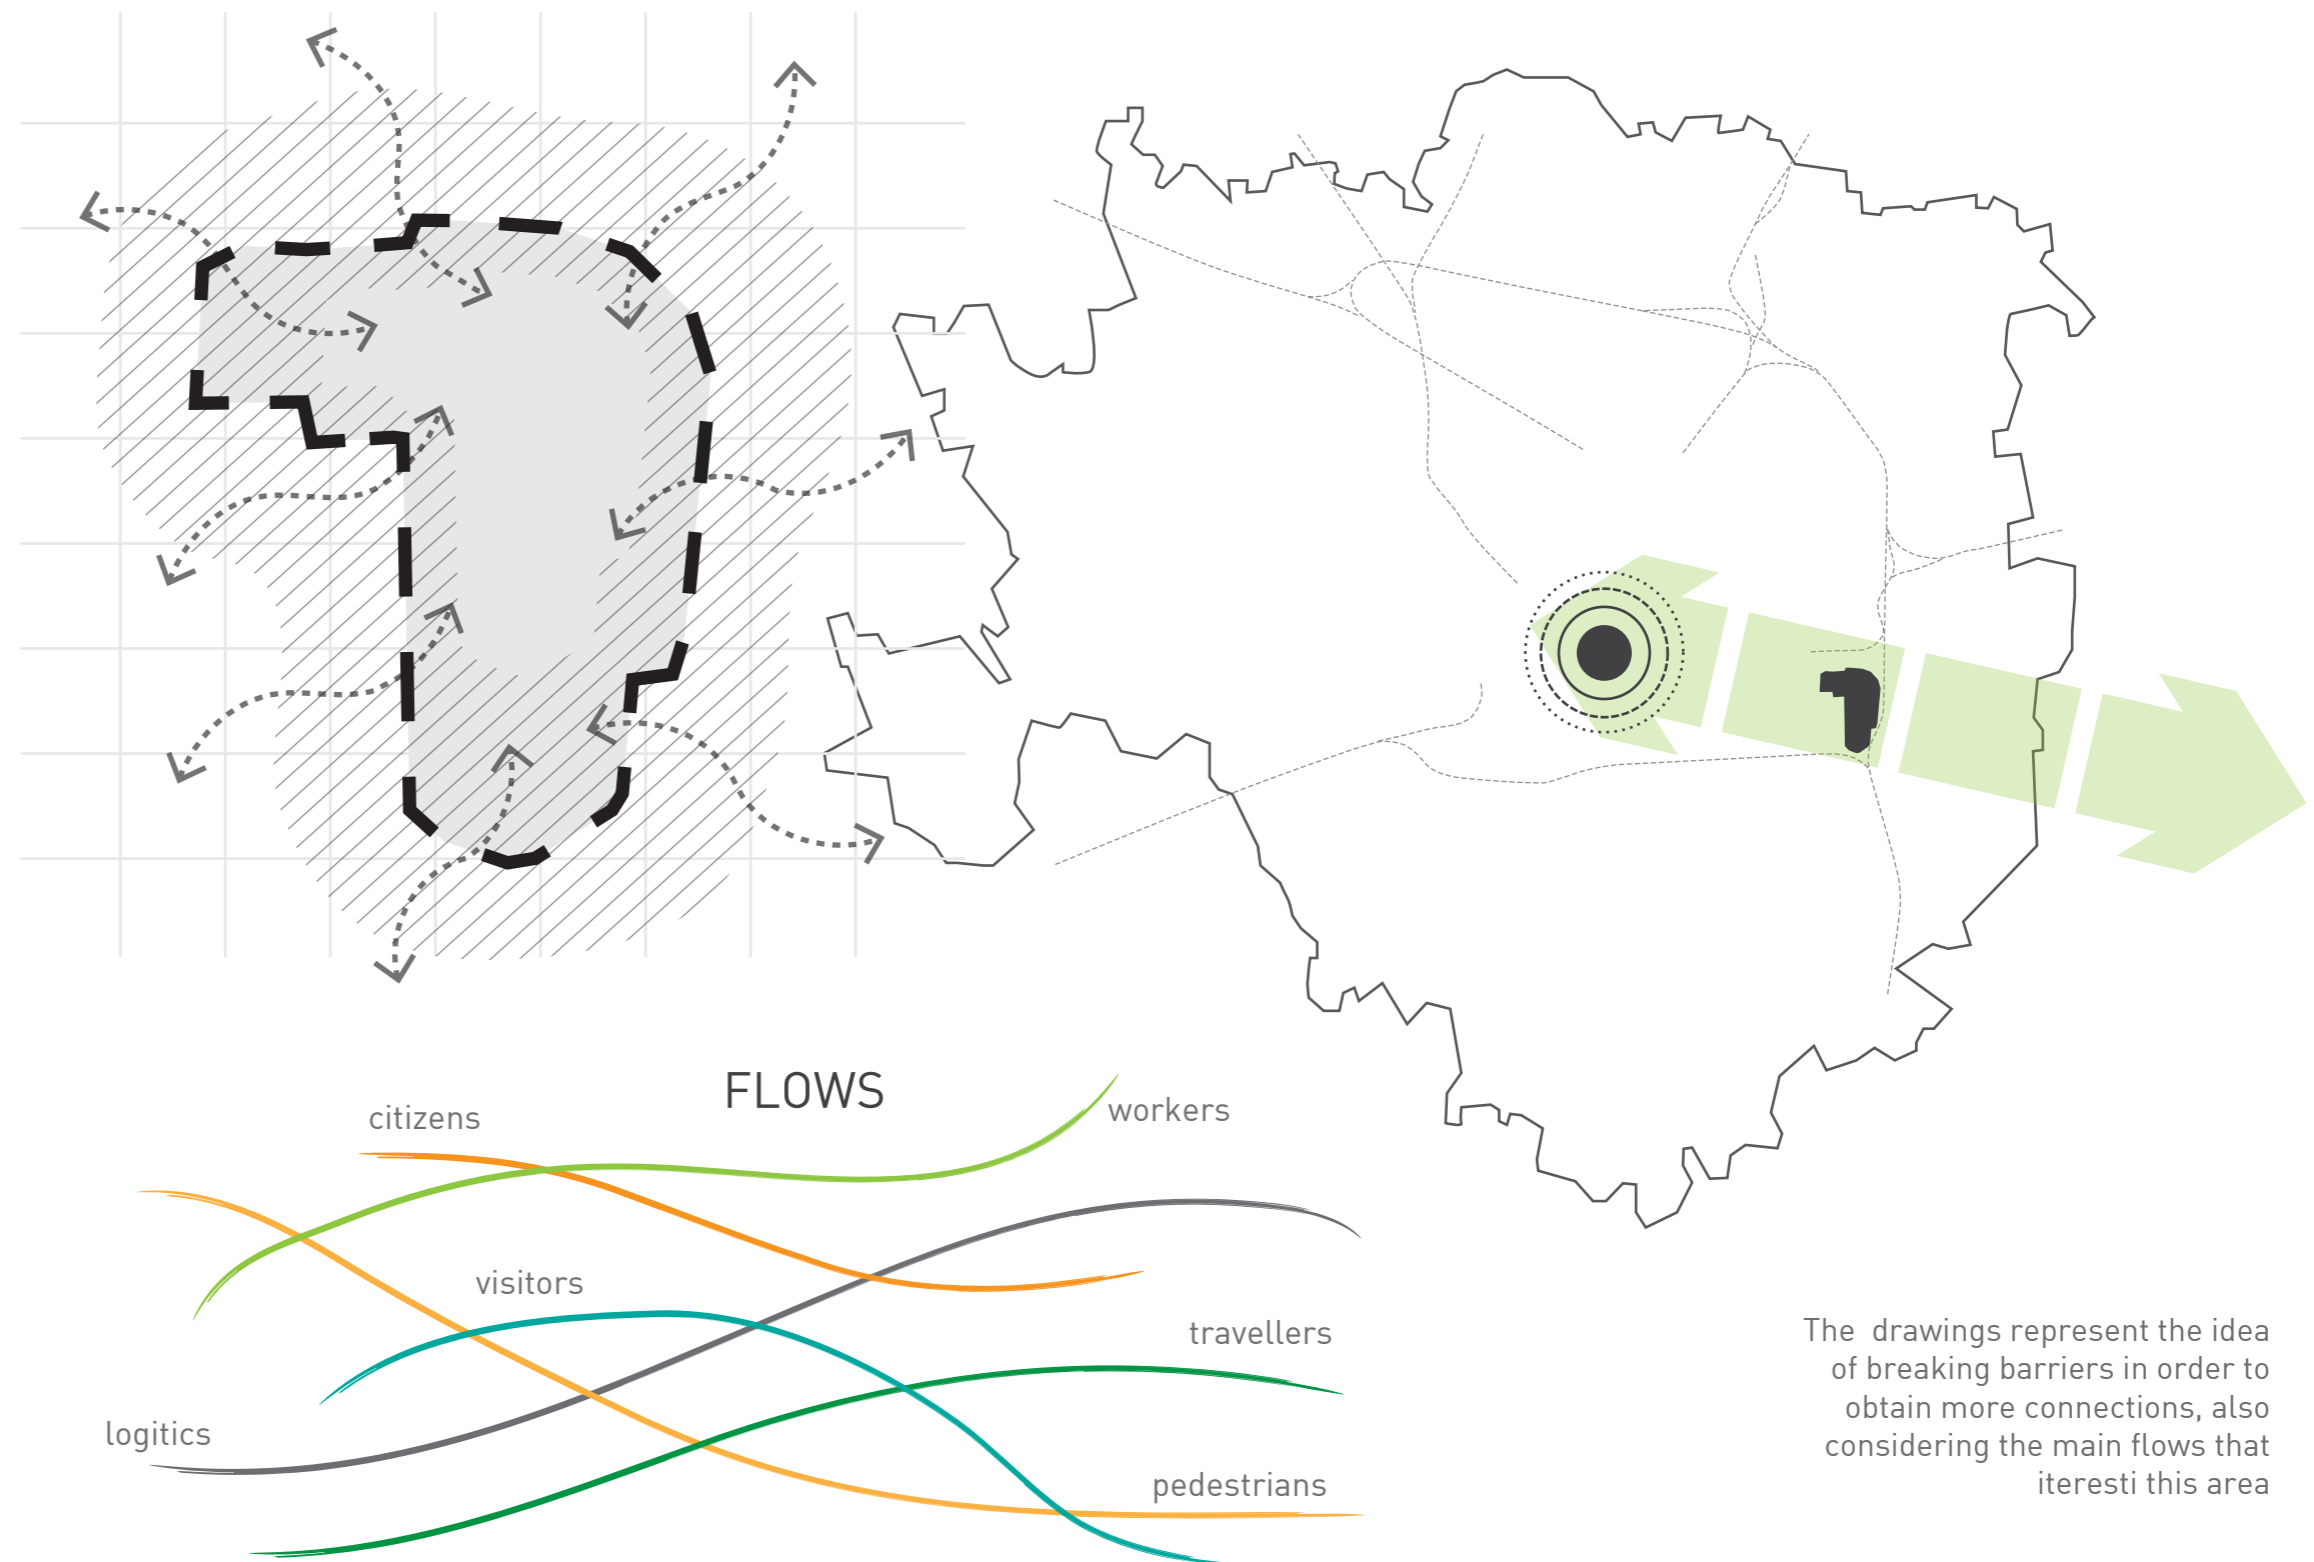 FLOWS
citizens
workers
visitors
travellers
logitics
pedestrians
The  drawings represent the idea
of breaking barriers in order to
obtain more connections, also
considering the main flows that
iteresti this area